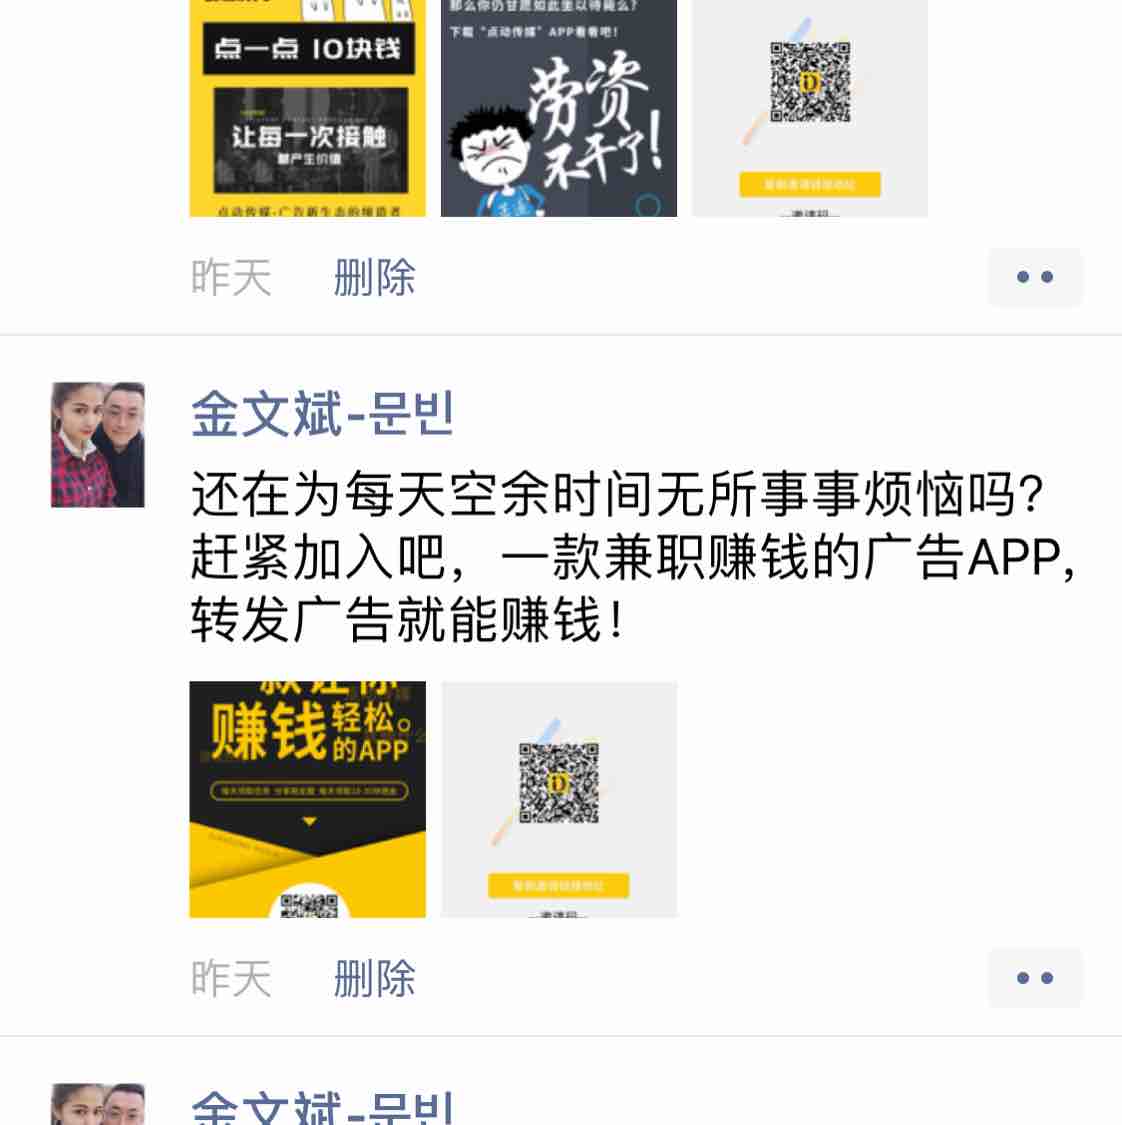 点一点 10块钱
让每一次接触
都产生价值
点动传媒·广告新生态的缔造者
那么你仍甘愿如此坐以待毙么?
下载“点动传媒”APP看看吧!
劳资
不干了!
邀请码
昨天 删除
金文斌-문빈
还在为每天空余时间无所事事烦恼吗?
赶紧加入吧，一款兼职赚钱的广告APP，
转发广告就能赚钱!
款让你
赚钱轻松。
的APP
邀请码
昨天 删除
金文斌-문빈